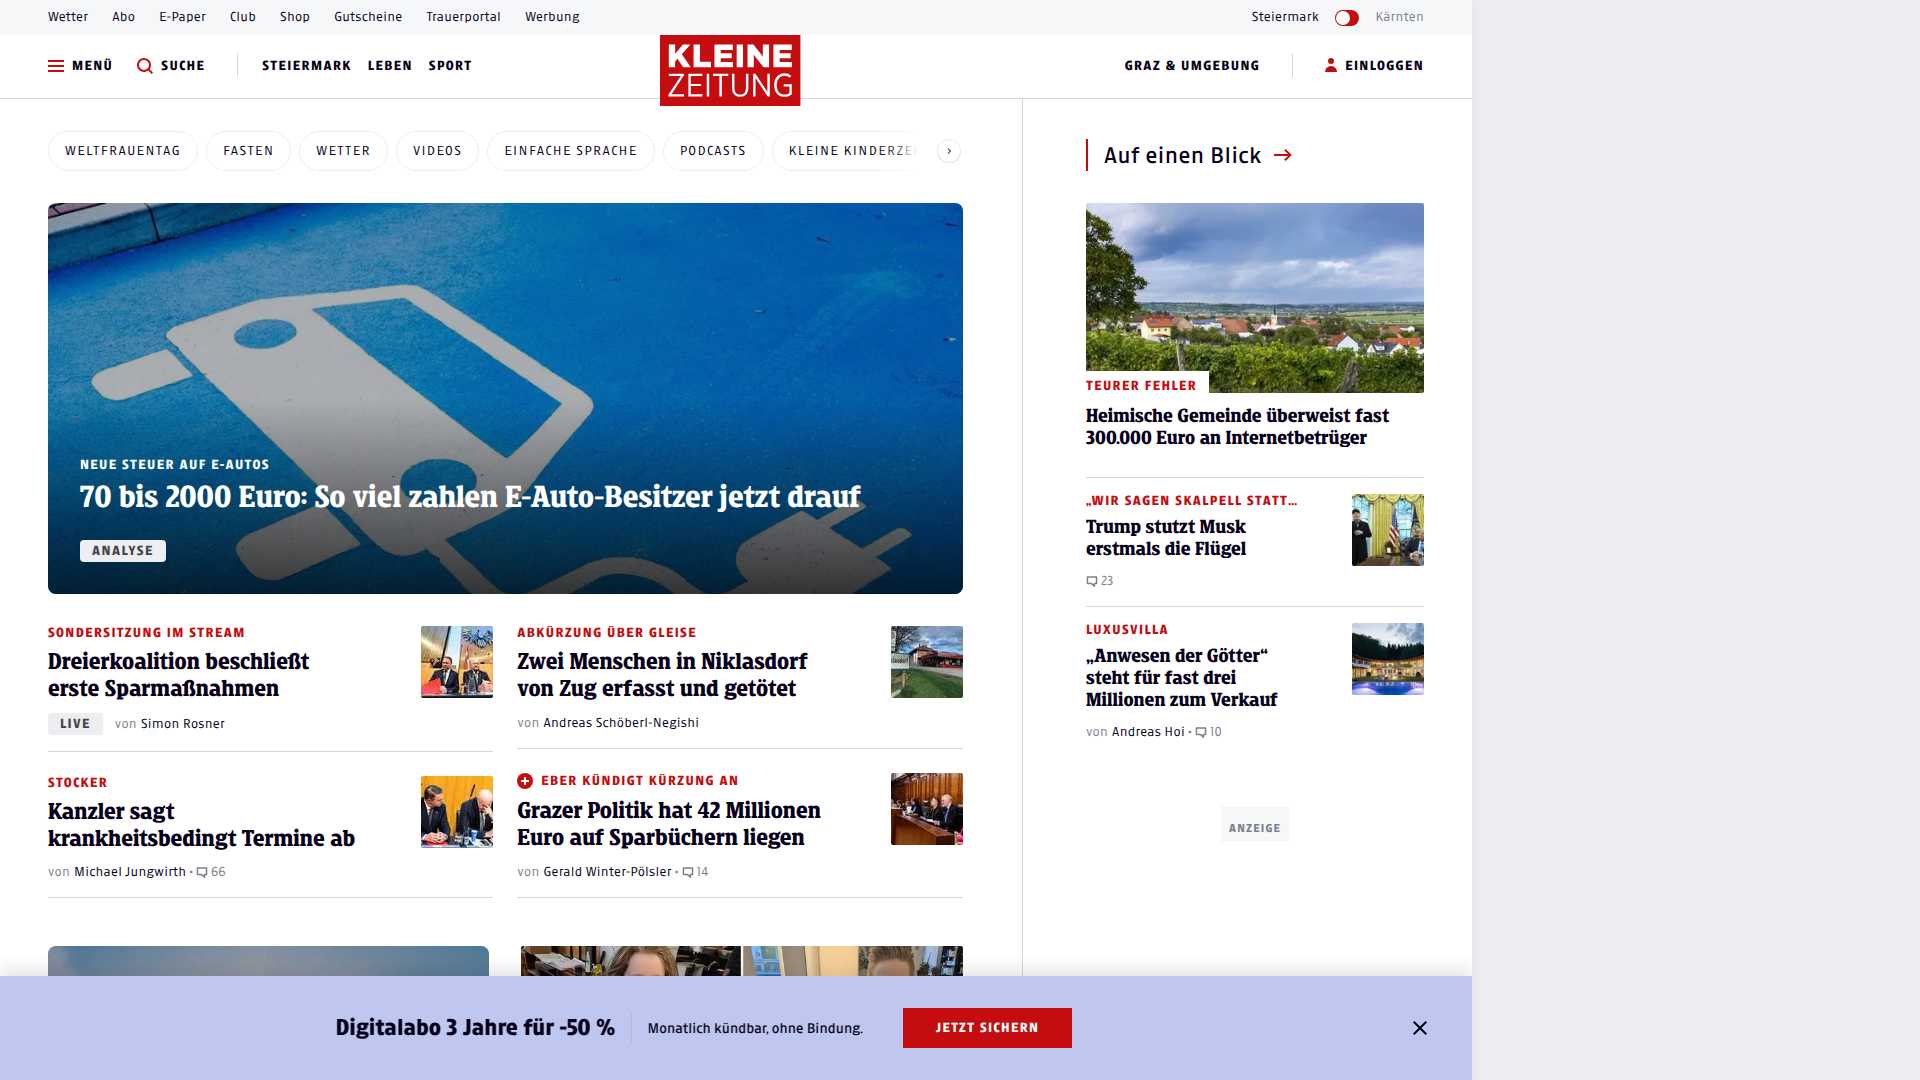 Wetter Abo E-Paper Club Shop Gutscheine Trauerportal Werbung Steiermark Kärnten
MENÜ SUCHE STEIERMARK LEBEN SPORT KLEINE ZEITUNG GRAZ & UMGEBUNG EINLOGGEN
WELTFRAUENTAG FASTEN WETTER VIDEOS EINFACHE SPRACHE PODCASTS KLEINE
NEUE STEUER AUF E-AUTOS
70 bis 2000 Euro: So viel zahlen E-Auto-Besitzer jetzt drauf
ANALYSE
SONDERSITZUNG IM STREAM
Dreierkoalition beschließt
erste Sparmaßnahmen
LIVE von Simon Rosner
ABKÜRZUNG ÜBER GLEISE
Zwei Menschen in Niklasdorf
von Zug erfasst und getötet
von Andreas Schöberl-Negishi
STOCKER
Kanzler sagt
krankheitsbedingt Termine ab
von Michael Jungwirth • 66
EBER KÜNDIGT KÜRZUNG AN
Grazer Politik hat 42 Millionen
Euro auf Sparbüchern liegen
von Gerald Winter-Pölsler • 14
Auf einen Blick
TEURER FEHLER
Heimische Gemeinde überweist fast
300.000 Euro an Internetbetrüger
„WIR SAGEN SKALPELL STATT...
Trump stutzt Musk
erstmals die Flügel
23
LUXUSVILLA
„Anwesen der Götter“
steht für fast drei
Millionen zum Verkauf
von Andreas Hoi • 10
ANZEIGE
Digitalabo 3 Jahre für -50 % Monatlich kündbar, ohne Bindung. JETZT SICHERN